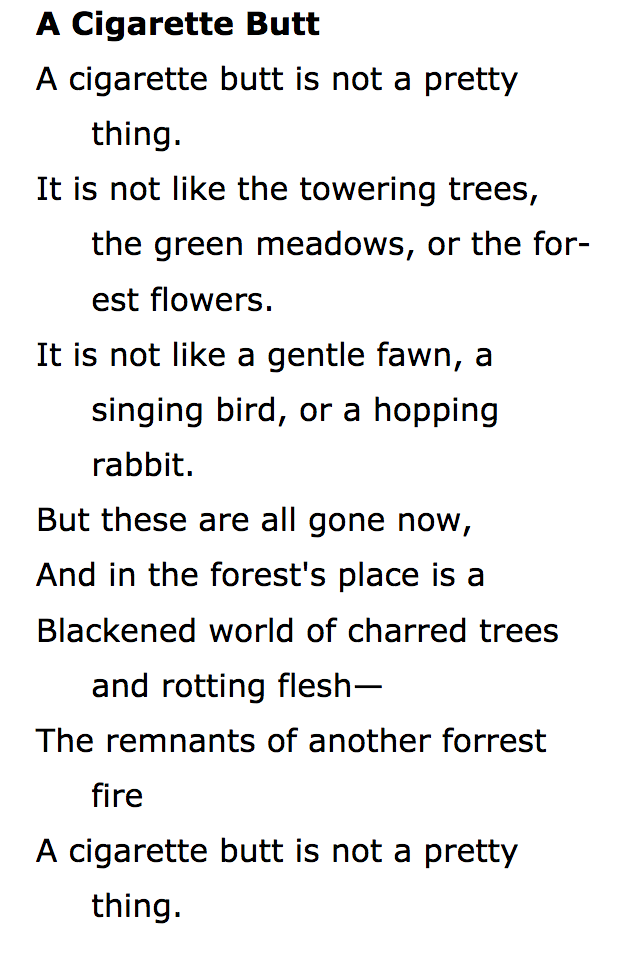 A Cigarette Butt
A cigarette butt is not a pretty
thing.
It is not like the towering trees,
the green meadows, or the for-
est flowers.
It is not like a gentle fawn, a
singing bird, or a hopping
rabbit.
But these are all gone now,
And in the forest's place is a
Blackened world of charred trees
and rotting flesh—
The remnants of another forrest
fire
A cigarette butt is not a pretty
thing.